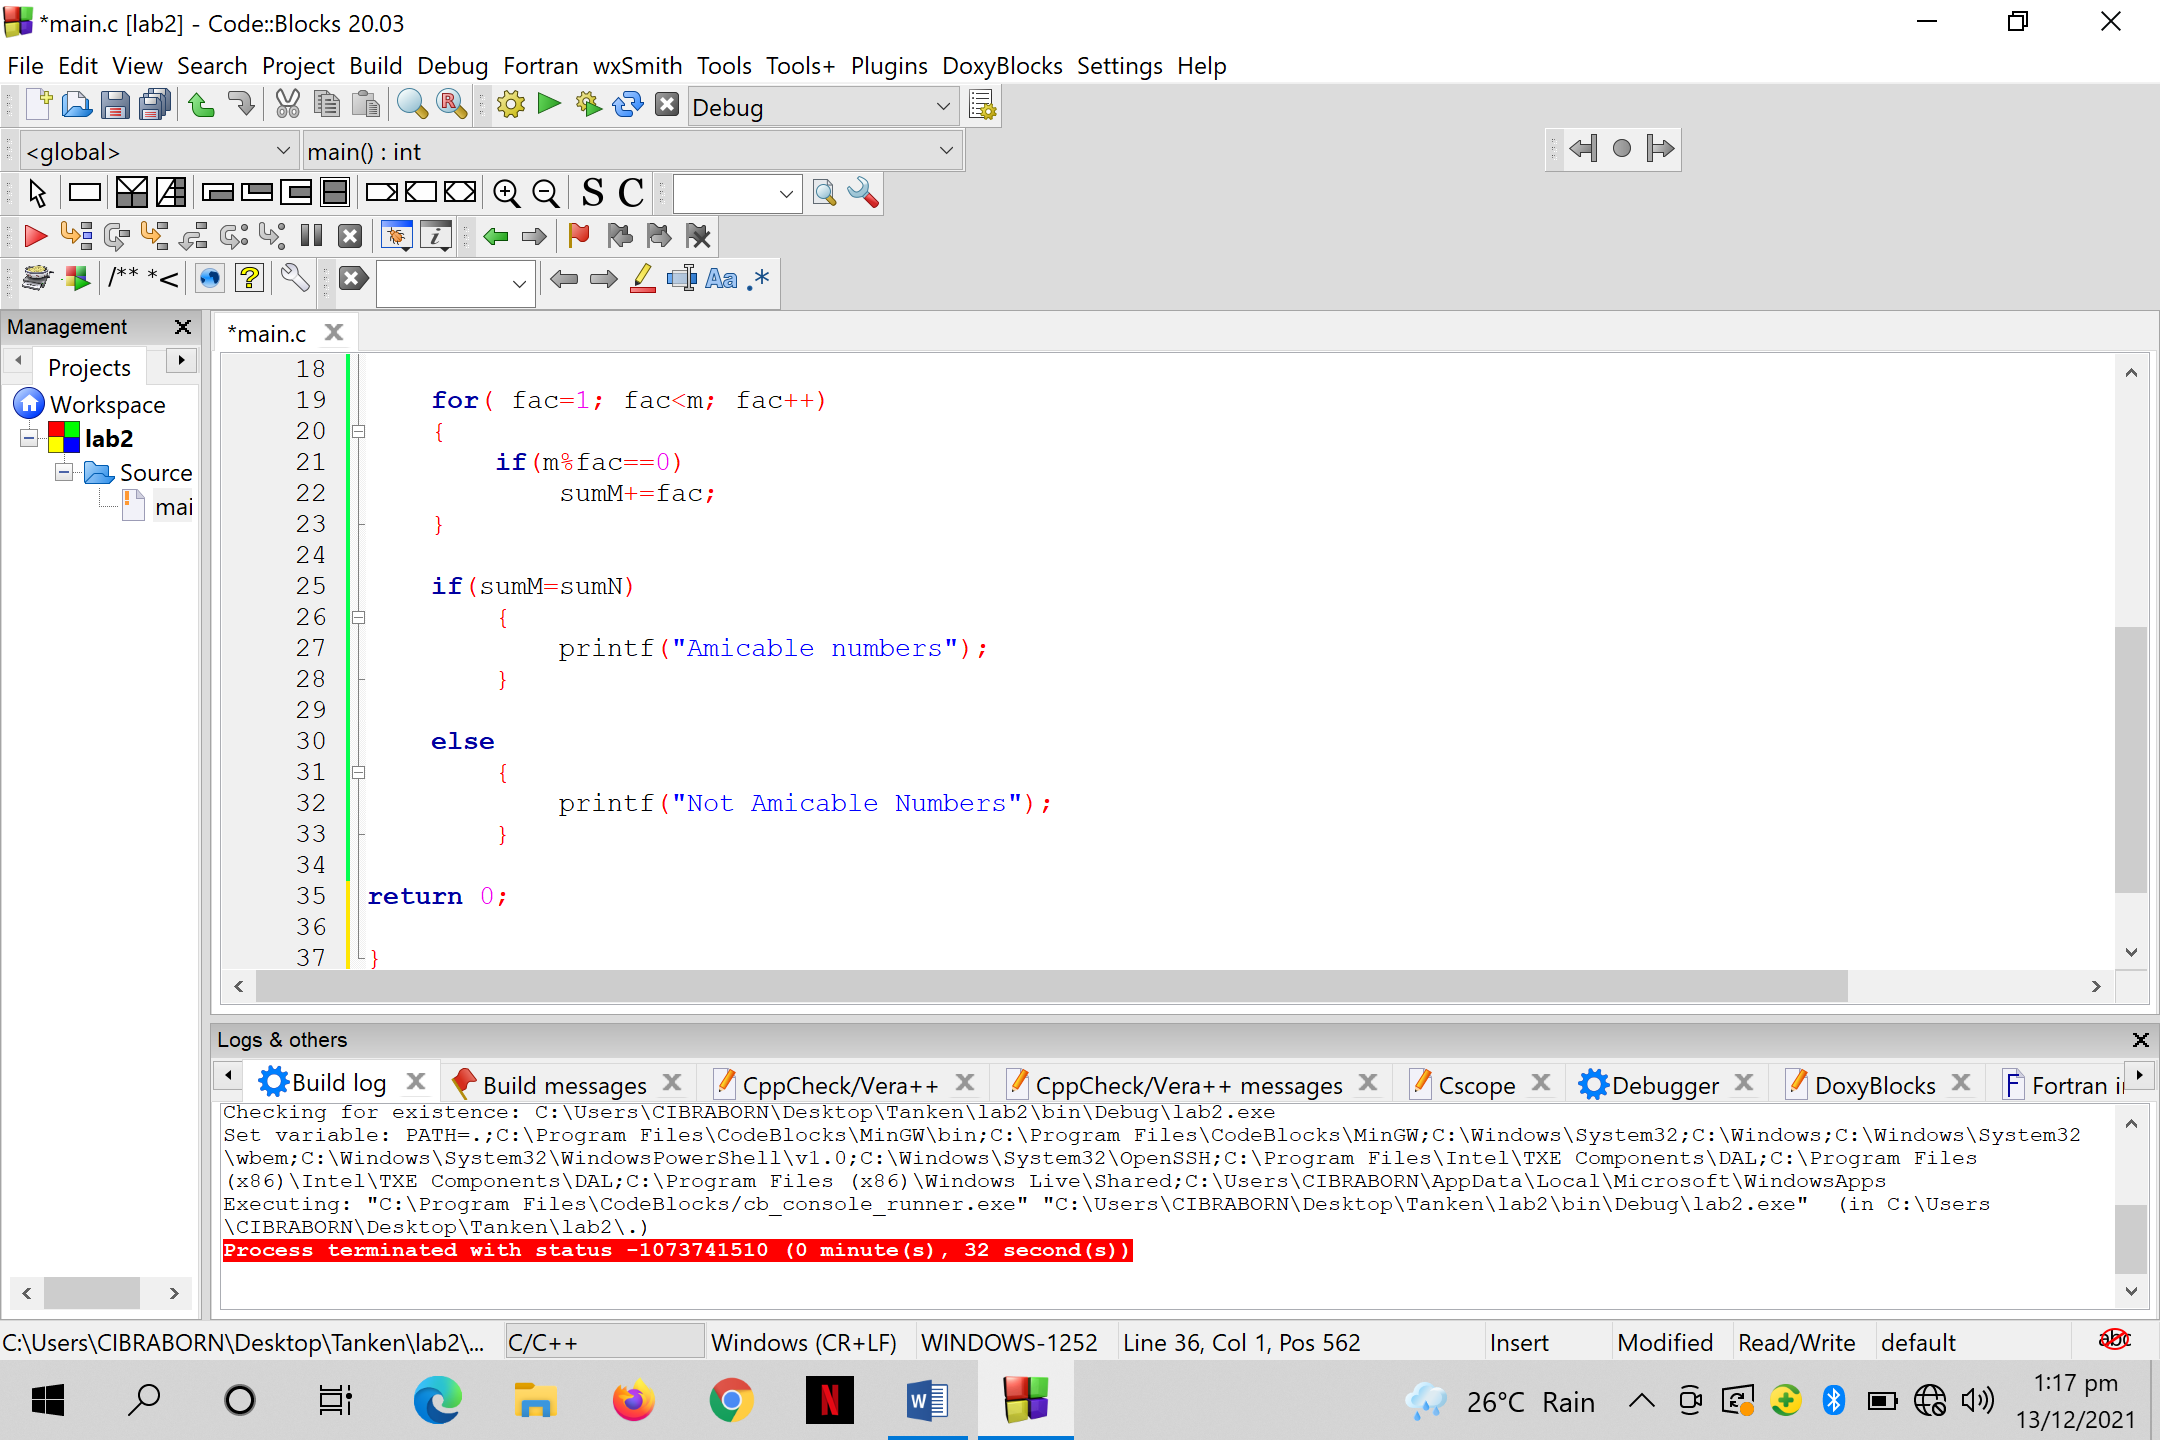 *main.c [lab2] - Code::Blocks 20.03
File Edit View Search Project Build Debug Fortran wxSmith Tools Tools+ Plugins DoxyBlocks Settings Help
Debug
<global> main() : int
S C
/** *<
Aa .*
Management
*main.c
Projects
Workspace
lab2
Source
mai
18
19 for( fac=1; fac<m; fac++)
20 {
21 if(m%fac==0)
22 sumM+=fac;
23 }
24
25 if(sumM=sumN)
26 {
27 printf("Amicable numbers");
28 }
29
30 else
31 {
32 printf("Not Amicable Numbers");
33 }
34
35 return 0;
36
37 }
Logs & others
Build log Build messages CppCheck/Vera++ CppCheck/Vera++ messages Cscope Debugger DoxyBlocks Fortran i
Checking for existence: C:\Users\CIBRABORN\Desktop\Tanken\lab2\bin\Debug\lab2.exe
Set variable: PATH=.;C:\Program Files\CodeBlocks\MinGW\bin;C:\Program Files\CodeBlocks\MinGW;C:\Windows\System32;C:\Windows;C:\Windows\System32
\wbem;C:\Windows\System32\WindowsPowerShell\v1.0;C:\Windows\System32\OpenSSH;C:\Program Files\Intel\TXE Components\DAL;C:\Program Files
(x86)\Intel\TXE Components\DAL;C:\Program Files (x86)\Windows Live\Shared;C:\Users\CIBRABORN\AppData\Local\Microsoft\WindowsApps
Executing: "C:\Program Files\CodeBlocks/cb_console_runner.exe" "C:\Users\CIBRABORN\Desktop\Tanken\lab2\bin\Debug\lab2.exe" (in C:\Users
\CIBRABORN\Desktop\Tanken\lab2\.)
Process terminated with status -1073741510 (0 minute(s), 32 second(s))
C:\Users\CIBRABORN\Desktop\Tanken\lab2\... C/C++ Windows (CR+LF) WINDOWS-1252 Line 36, Col 1, Pos 562 Insert Modified Read/Write default abc
26°C Rain
1:17 pm
13/12/2021